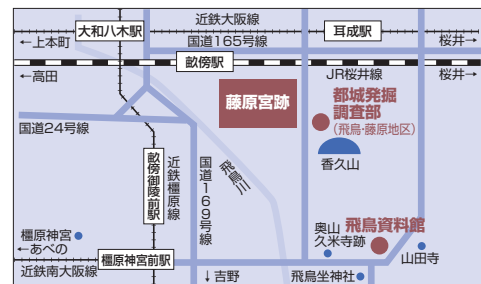 大和八木駅
近鉄大阪線
耳成駅
←上本町
国道165号線
桜井→
畝傍駅
←高田
JR桜井線
桜井→
藤原宮跡
都城発掘
調査部
(飛鳥・藤原地区)
国道24号線
香久山
畝傍御陵前駅
近鉄橿原線
国道169号線
飛鳥川
橿原神宮
←あべの
橿原神宮前駅
近鉄南大阪線
↓吉野
奥山
久米寺跡
飛鳥資料館
山田寺
飛鳥坐神社